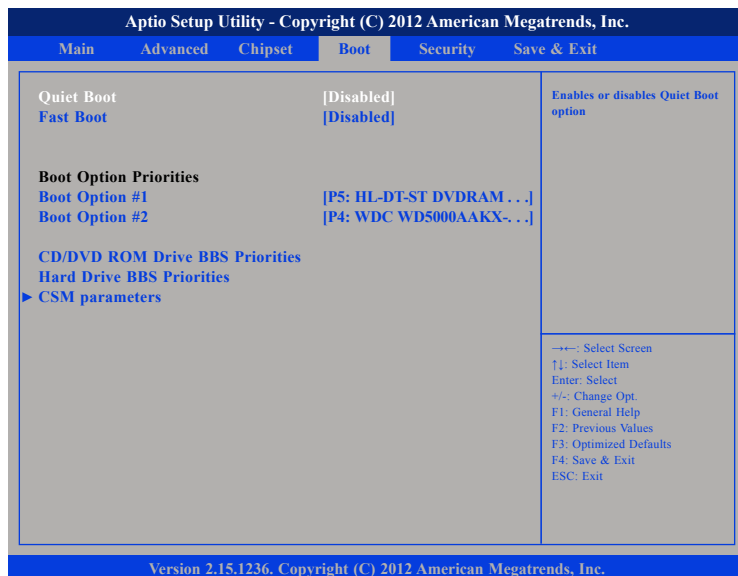 Aptio Setup Utility - Copyright (C) 2012 American Megatrends, Inc.
Main Advanced Chipset Boot Security Save & Exit
Quiet Boot [Disabled]
Fast Boot [Disabled]
Boot Option Priorities
Boot Option #1 [P5: HL-DT-ST DVDRAM . . .]
Boot Option #2 [P4: WDC WD5000AAKX-. . .]
CD/DVD ROM Drive BBS Priorities
Hard Drive BBS Priorities
► CSM parameters
Enables or disables Quiet Boot
option
→←: Select Screen
↑↓: Select Item
Enter: Select
+/-: Change Opt.
F1: General Help
F2: Previous Values
F3: Optimized Defaults
F4: Save & Exit
ESC: Exit
Version 2.15.1236. Copyright (C) 2012 American Megatrends, Inc.